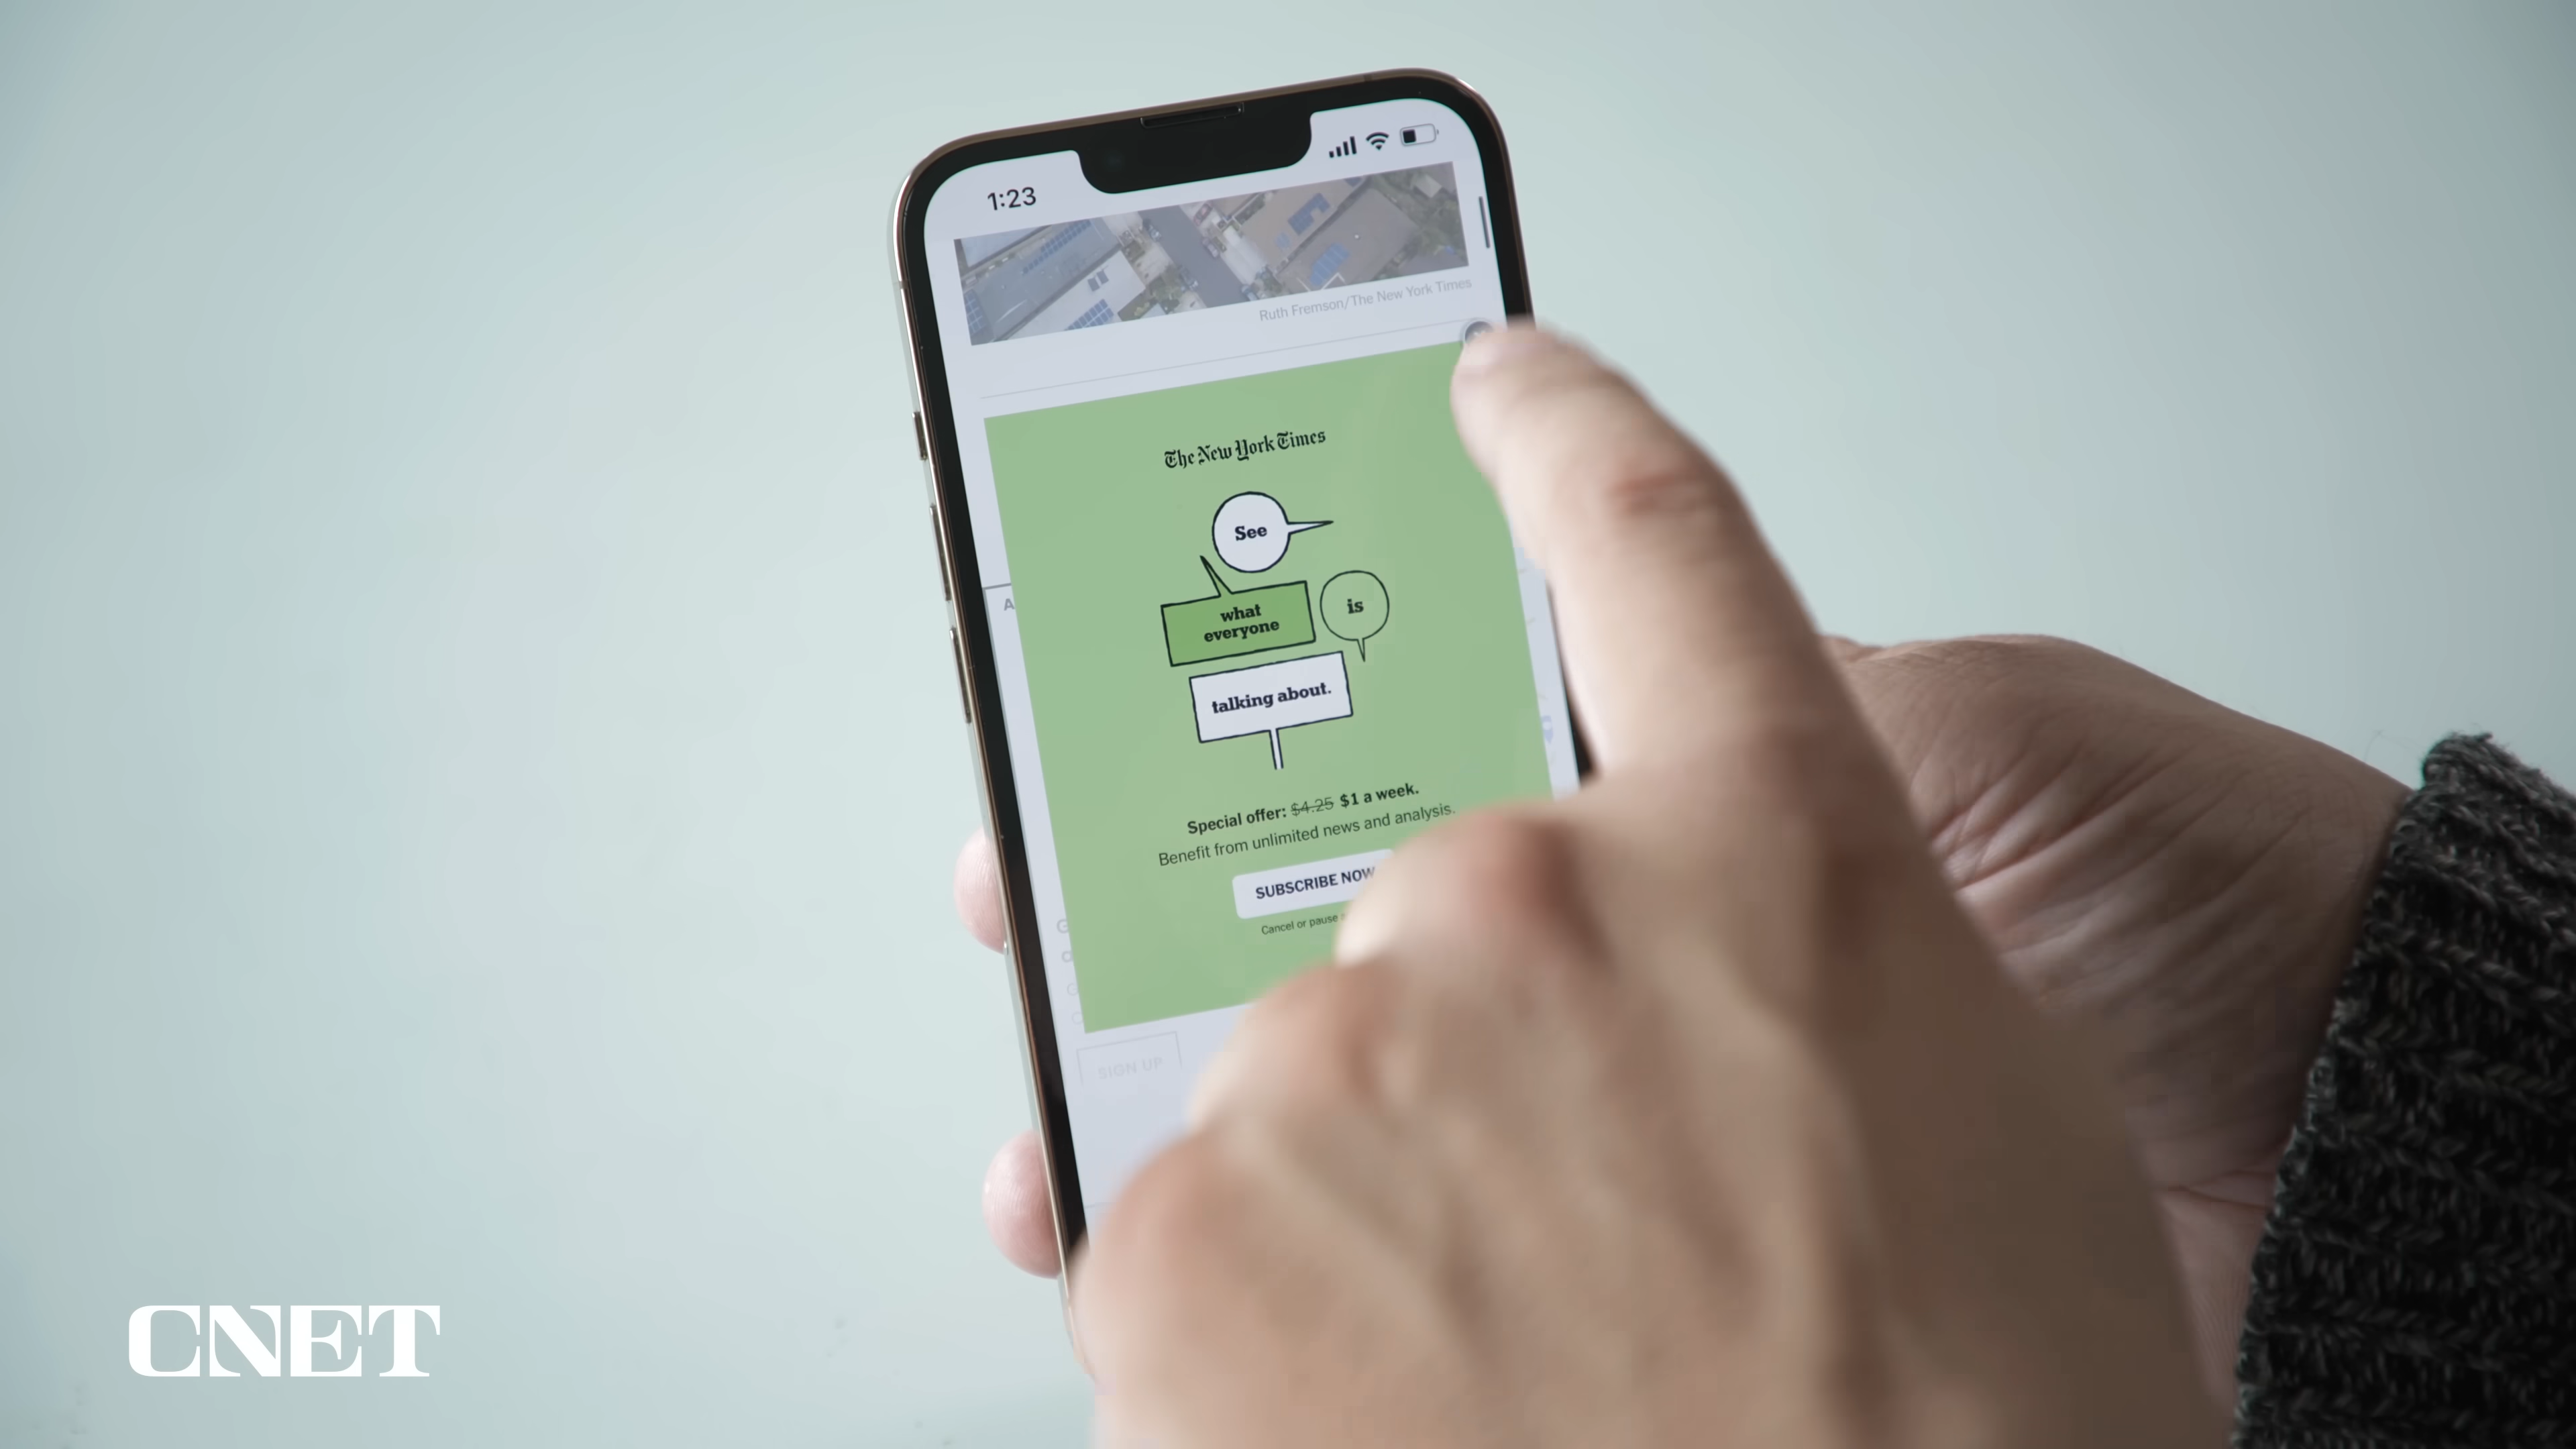 1:23
Ruth Fremson/The New York Times
The New York Times
See
what
everyone
is
talking about.
Special offer: $4.25 $1 a week.
Benefit from unlimited news and analysis.
SUBSCRIBE NOW
Cancel or pause
SIGN UP
CNET